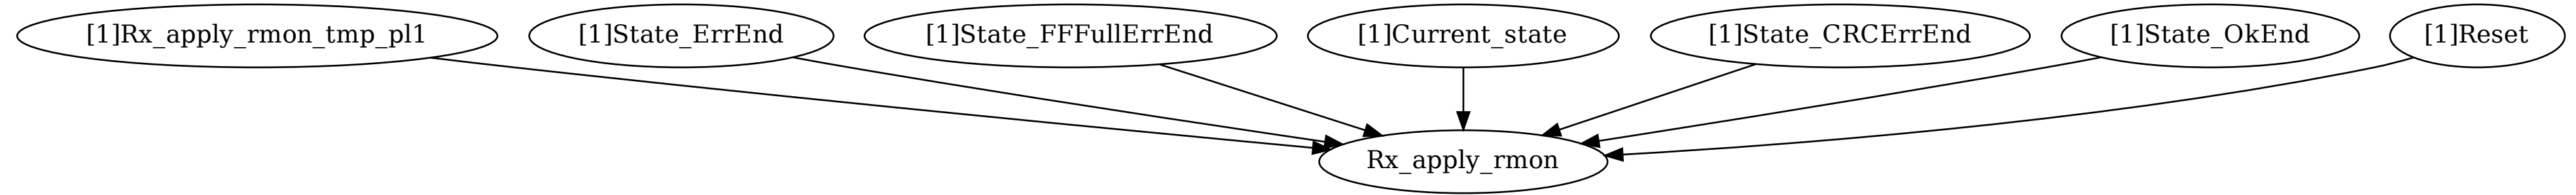 [1]Rx_apply_rmon_tmp_pl1
[1]State_ErrEnd
[1]State_FFFullErrEnd
[1]Current_state
[1]State_CRCErrEnd
[1]State_OkEnd
[1]Reset
Rx_apply_rmon